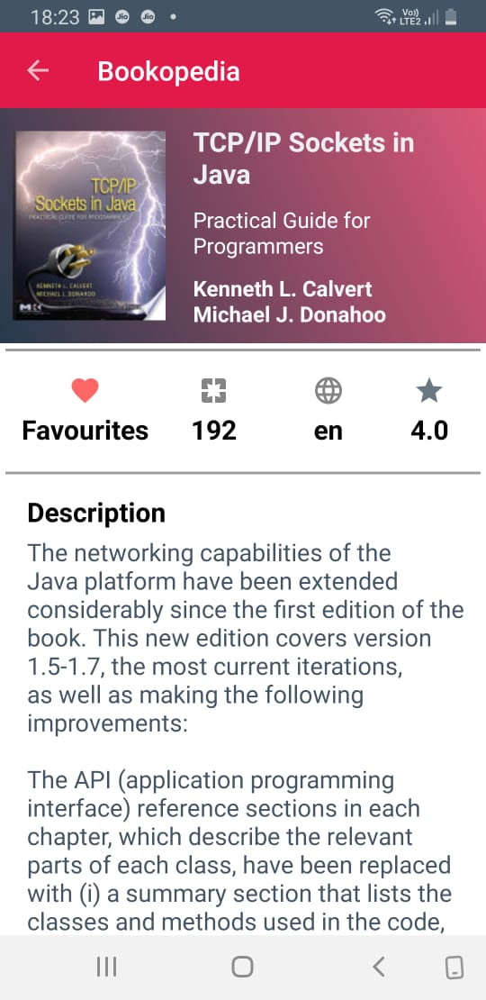 18:23 Jio Jio
Vo)) LTE2
Bookopedia
TCP/IP
Sockets in Java
PRACTICAL GUIDE FOR PROGRAMMERS
KENNETH L. CALVERT
MICHAEL J. DONAHOO
TCP/IP Sockets in
Java
Practical Guide for
Programmers
Kenneth L. Calvert
Michael J. Donahoo
Favourites 192 en 4.0
Description
The networking capabilities of the
Java platform have been extended
considerably since the first edition of the
book. This new edition covers version
1.5-1.7, the most current iterations,
as well as making the following
improvements:
The API (application programming
interface) reference sections in each
chapter, which describe the relevant
parts of each class, have been replaced
with (i) a summary section that lists the
classes and methods used in the code,